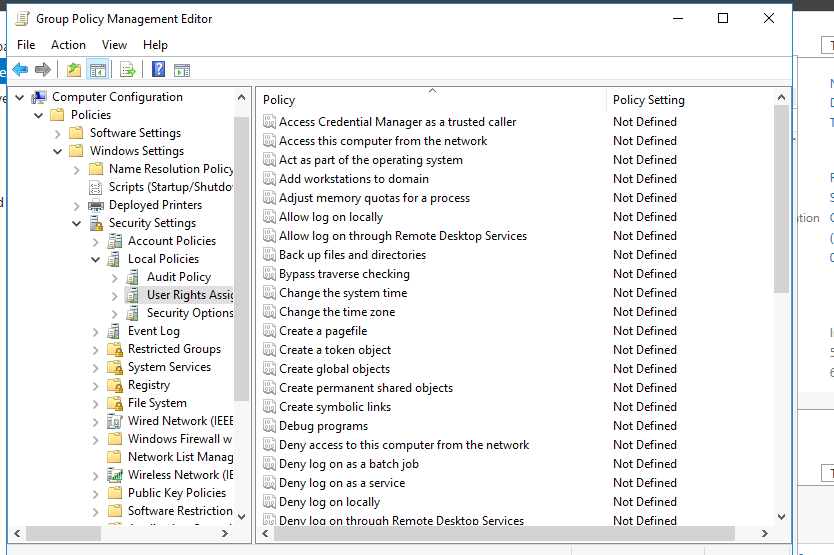 Group Policy Management Editor
File Action View Help
Computer Configuration
Policies
Software Settings
Windows Settings
Name Resolution Policy
Scripts (Startup/Shutdo
Deployed Printers
Security Settings
Account Policies
Local Policies
Audit Policy
User Rights Assig
Security Options
Event Log
Restricted Groups
System Services
Registry
File System
Wired Network (IEEE
Windows Firewall w
Network List Manag
Wireless Network (IE
Public Key Policies
Software Restriction
Policy Policy Setting
Access Credential Manager as a trusted caller Not Defined
Access this computer from the network Not Defined
Act as part of the operating system Not Defined
Add workstations to domain Not Defined
Adjust memory quotas for a process Not Defined
Allow log on locally Not Defined
Allow log on through Remote Desktop Services Not Defined
Back up files and directories Not Defined
Bypass traverse checking Not Defined
Change the system time Not Defined
Change the time zone Not Defined
Create a pagefile Not Defined
Create a token object Not Defined
Create global objects Not Defined
Create permanent shared objects Not Defined
Create symbolic links Not Defined
Debug programs Not Defined
Deny access to this computer from the network Not Defined
Deny log on as a batch job Not Defined
Deny log on as a service Not Defined
Deny log on locally Not Defined
Deny log on through Remote Desktop Services Not Defined